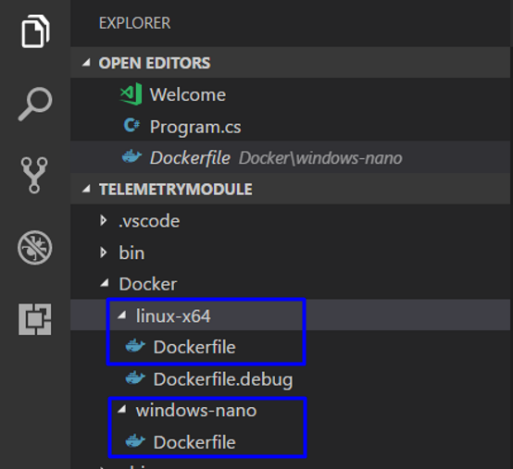 EXPLORER
OPEN EDITORS
Welcome
C# Program.cs
Dockerfile Docker\windows-nano
TELEMETRYMODULE
.vscode
bin
Docker
linux-x64
Dockerfile
Dockerfile.debug
windows-nano
Dockerfile